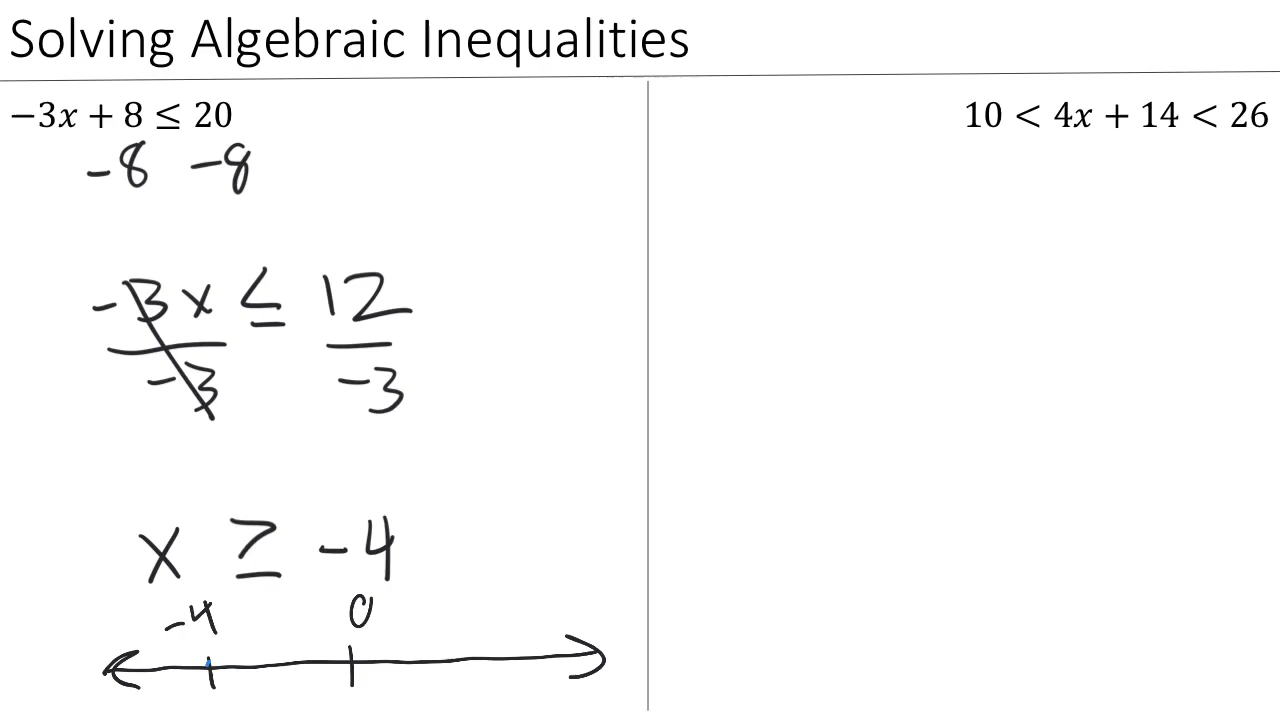 Solving Algebraic Inequalities
−3x + 8 ≤ 20
-8 -8
-3x ≤ 12
-3 -3
x ≥ -4
-4 0
10 < 4x + 14 < 26